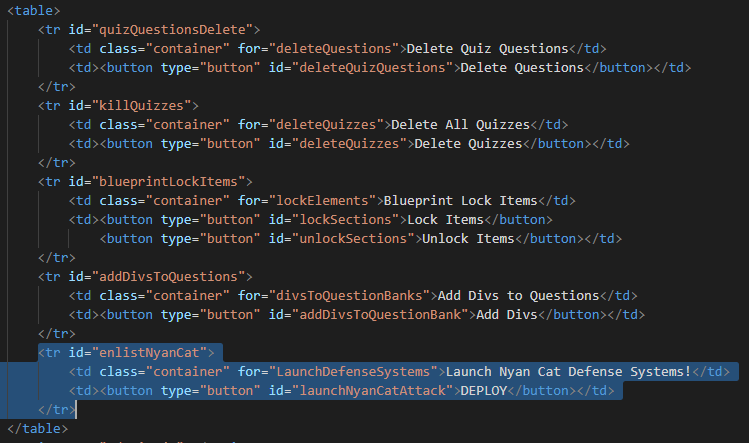 <table>
<tr id="quizQuestionsDelete">
<td class="container" for="deleteQuestions">Delete Quiz Questions</td>
<td><button type="button" id="deleteQuizQuestions">Delete Questions</button></td>
</tr>
<tr id="killQuizzes">
<td class="container" for="deleteQuizzes">Delete All Quizzes</td>
<td><button type="button" id="deleteQuizzes">Delete Quizzes</button></td>
</tr>
<tr id="blueprintLockItems">
<td class="container" for="lockElements">Blueprint Lock Items</td>
<td><button type="button" id="lockSections">Lock Items</button>
<button type="button" id="unlockSections">Unlock Items</button></td>
</tr>
<tr id="addDivsToQuestions">
<td class="container" for="divsToQuestionBanks">Add Divs to Questions</td>
<td><button type="button" id="addDivsToQuestionBank">Add Divs</button></td>
</tr>
<tr id="enlistNyanCat">
<td class="container" for="LaunchDefenseSystems">Launch Nyan Cat Defense Systems!</td>
<td><button type="button" id="launchNyanCatAttack">DEPLOY</button></td>
</tr>
</table>